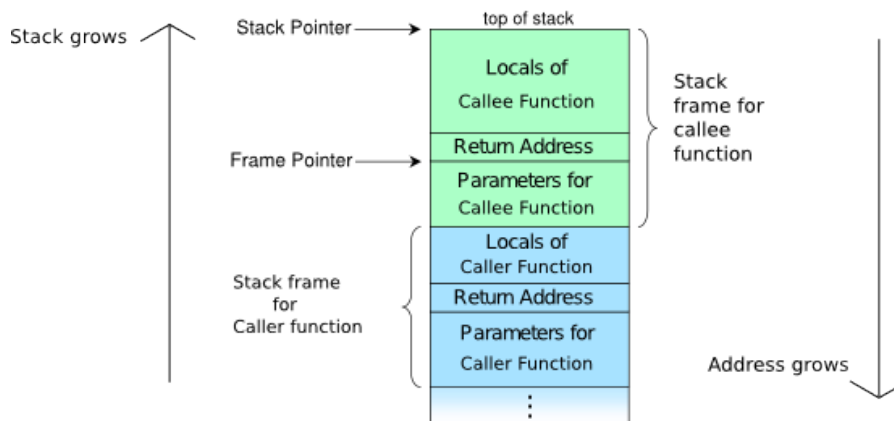 top of stack
Stack Pointer
Stack grows
Locals of
Callee Function
Return Address
Frame Pointer
Parameters for
Callee Function
Stack
frame for
callee
function
Locals of
Caller Function
Return Address
Parameters for
Caller Function
Stack frame
for
Caller function
Address grows